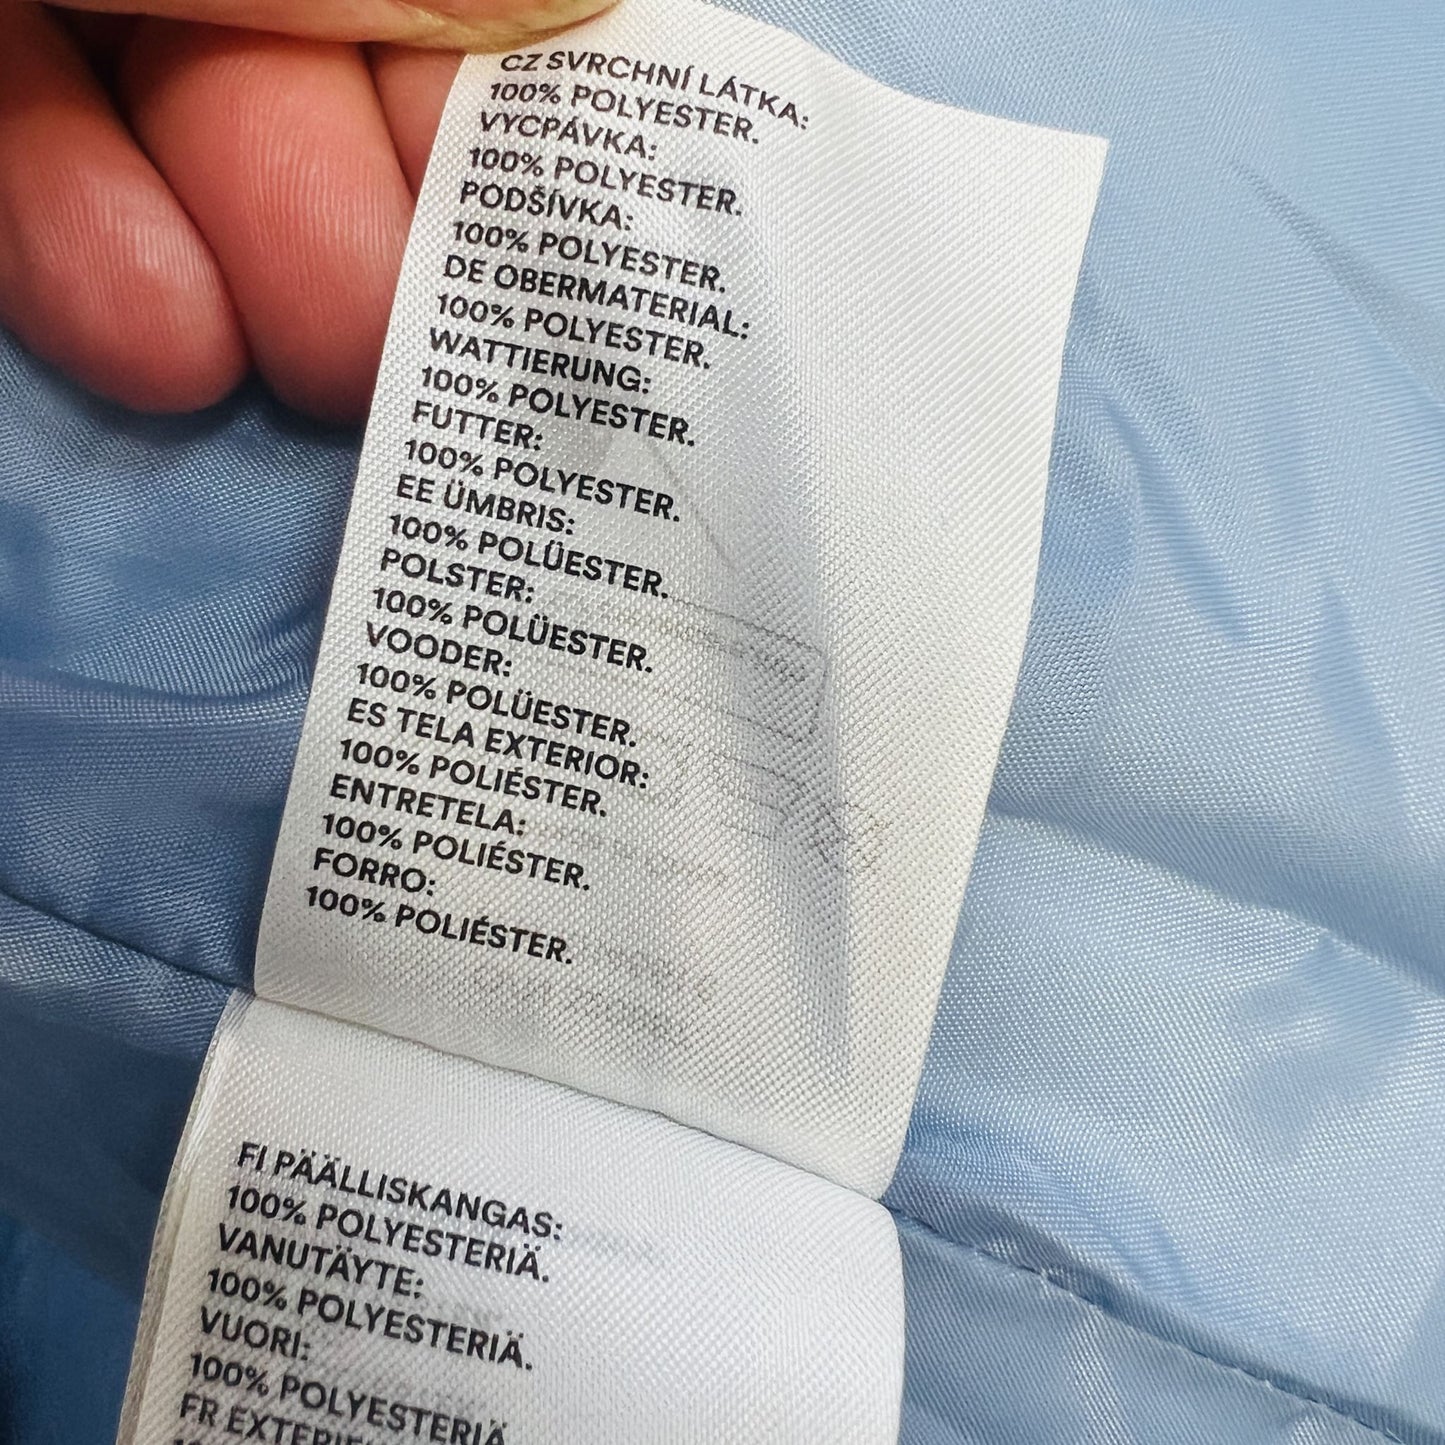 CZ SVRCHNÍ LÁTKA:
100% POLYESTER.
VYCPÁVKA:
100% POLYESTER.
PODŠÍVKA:
100% POLYESTER.
DE OBERMATERIAL:
100% POLYESTER.
WATTIERUNG:
100% POLYESTER.
FUTTER:
100% POLYESTER.
EE ÜMBRIS:
100% POLÜESTER.
POLSTER:
100% POLÜESTER.
VOODER:
100% POLÜESTER.
ES TELA EXTERIOR:
100% POLIÉSTER.
ENTRETELA:
100% POLIÉSTER.
FORRO:
100% POLIÉSTER.
FI PÄÄLLISKANGAS:
100% POLYESTERIÄ.
VANUTÄYTE:
100% POLYESTERIÄ.
VUORI:
100% POLYESTERIÄ
FR